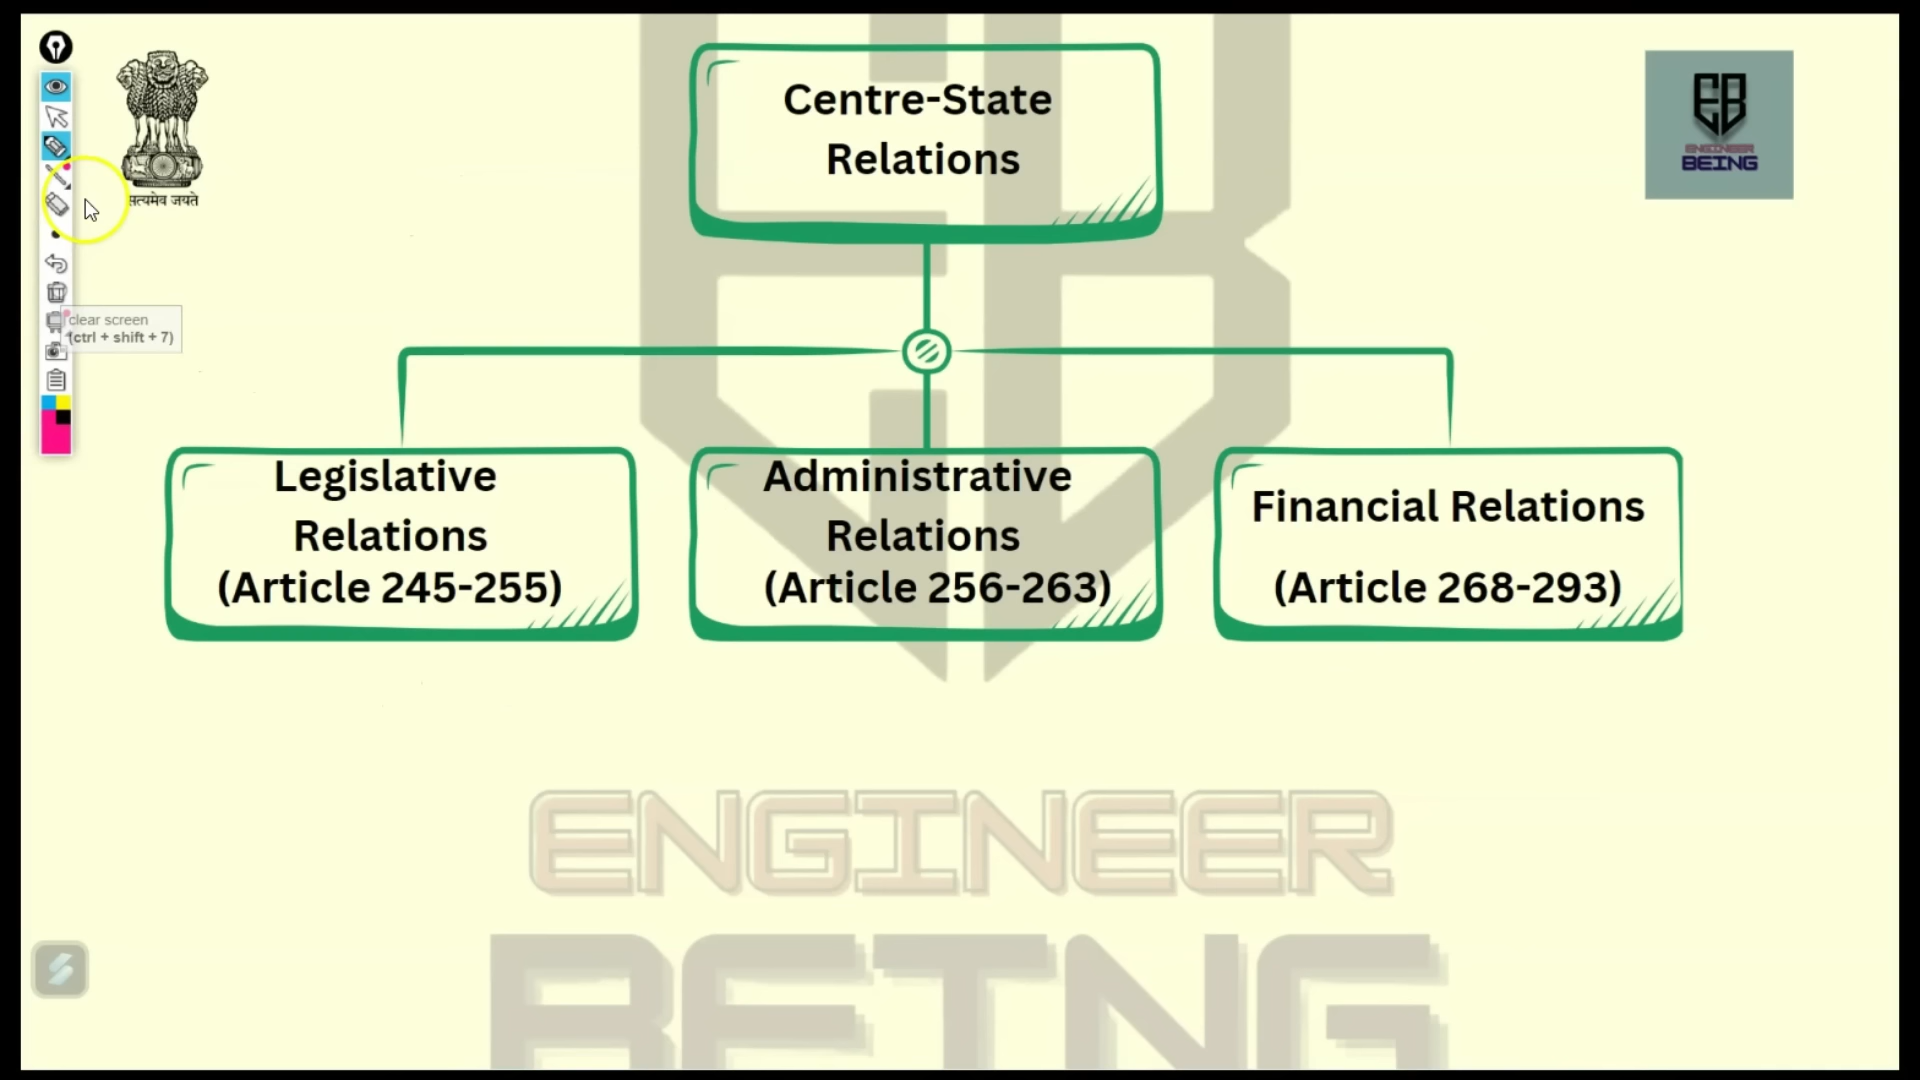 Centre-State
Relations
ENGINEER
BEING
सत्यमेव जयते
clear screen
(ctrl + shift + 7)
Legislative
Relations
(Article 245-255)
Administrative
Relations
(Article 256-263)
Financial Relations
(Article 268-293)
ENGINEER
BEING